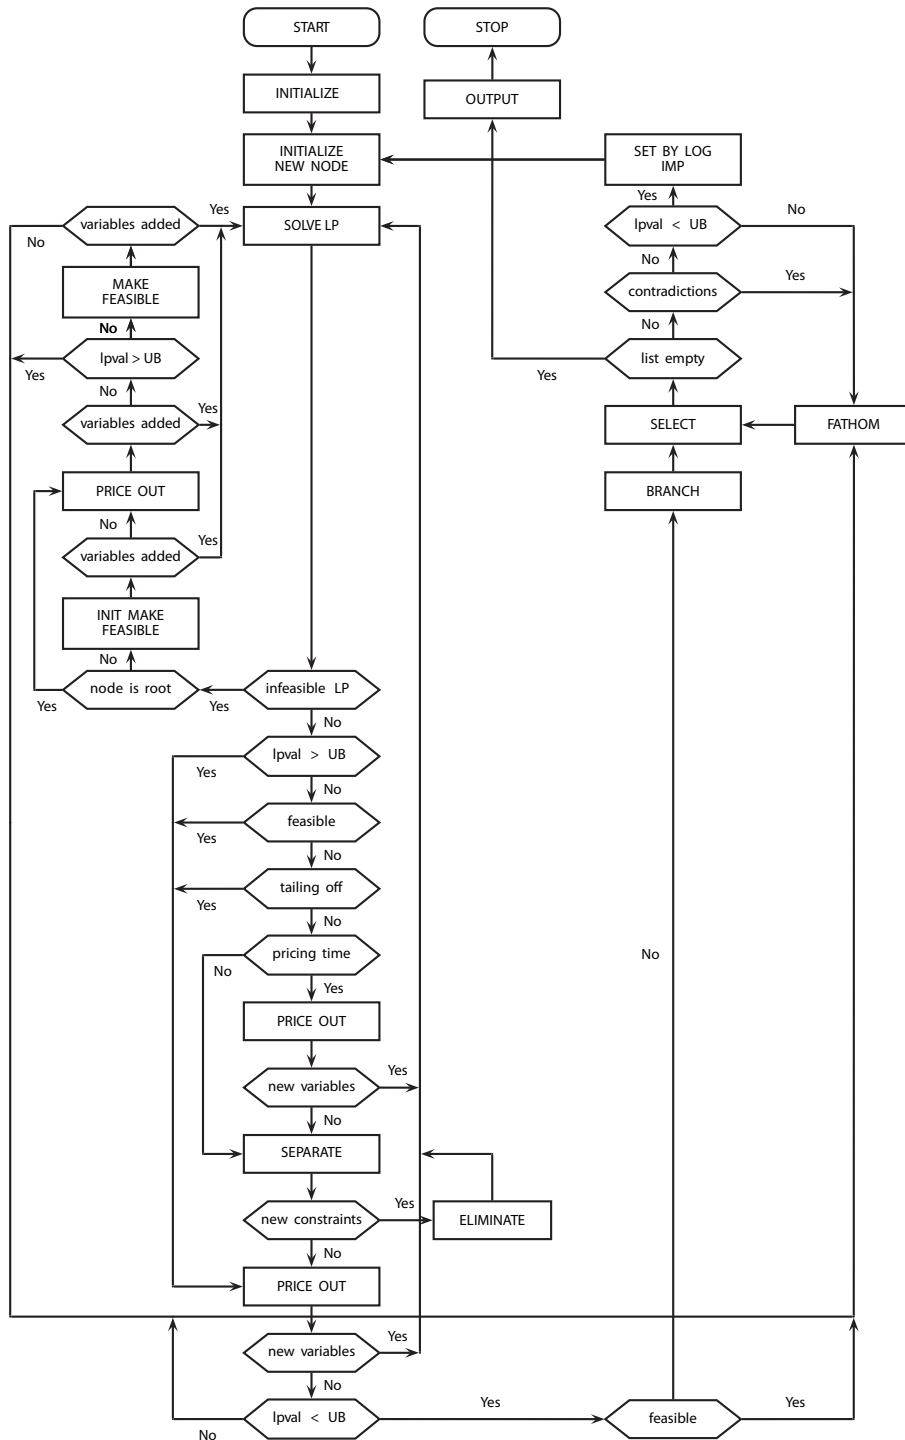 START
STOP
INITIALIZE
OUTPUT
INITIALIZE
NEW NODE
SET BY LOG
IMP
Yes
variables added
Yes
SOLVE LP
lpval < UB
No
No
No
MAKE
FEASIBLE
contradictions
Yes
No
No
lpval > UB
list empty
Yes
Yes
No
variables added
Yes
SELECT
FATHOM
PRICE OUT
BRANCH
No
variables added
Yes
INIT MAKE
FEASIBLE
No
node is root
infeasible LP
Yes
Yes
No
lpval > UB
Yes
No
feasible
Yes
No
tailing off
Yes
No
pricing time
No
No
Yes
PRICE OUT
Yes
new variables
No
SEPARATE
Yes
new constraints
ELIMINATE
No
PRICE OUT
Yes
new variables
No
lpval < UB
Yes
feasible
Yes
No